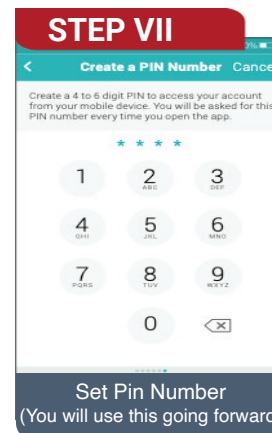 STEP VII
0%
< Create a PIN Number Cance
Create a 4 to 6 digit PIN to access your account
from your mobile device. You will be asked for this
PIN number every time you open the app.
* * * *
1 2 3
ABC DEF
4 5 6
GHI JKL MNO
7 8 9
PQRS TUV WXYZ
0
Set Pin Number
(You will use this going forward